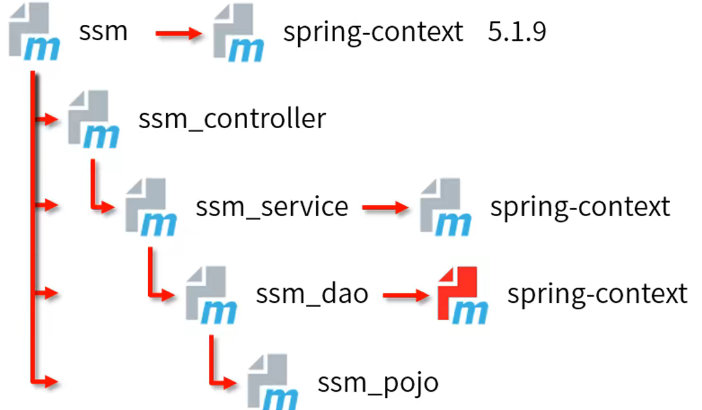 ssm spring-context 5.1.9
ssm_controller
ssm_service spring-context
ssm_dao spring-context
ssm_pojo